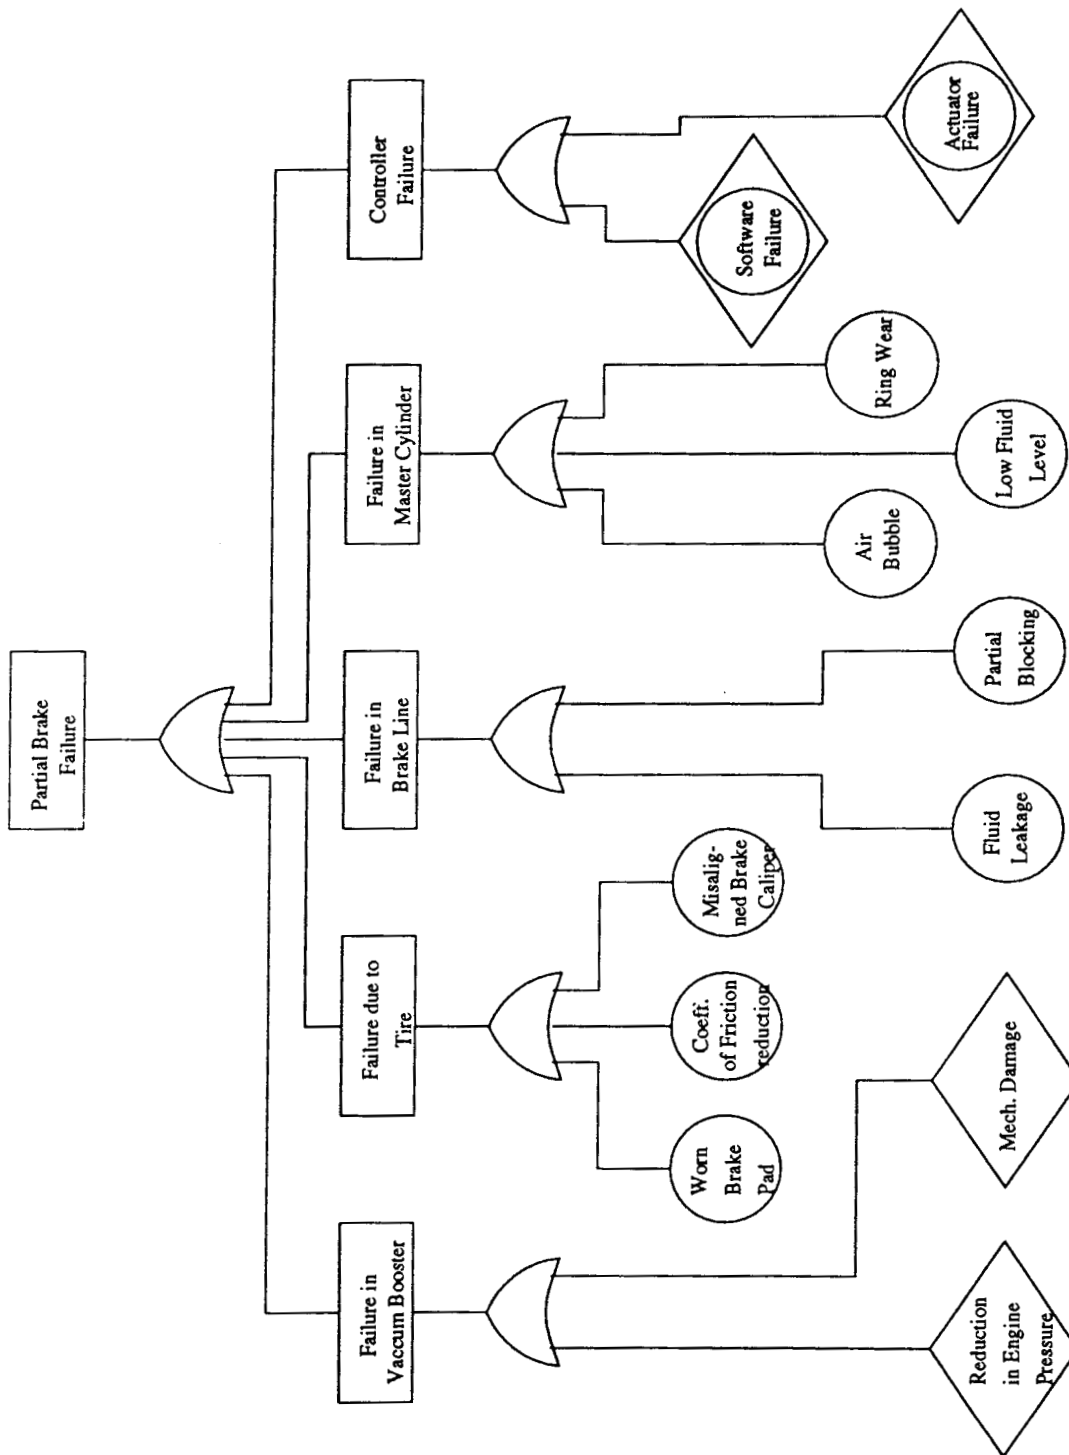 Partial Brake
Failure
Failure in
Vaccum Booster
Failure due to
Tire
Failure in
Brake Line
Failure in
Master Cylinder
Controller
Failure
Reduction
in Engine
Pressure
Mech. Damage
Worn
Brake
Pad
Coeff.
of Friction
reduction
Misalig-
ned Brake
Caliper
Fluid
Leakage
Partial
Blocking
Air
Bubble
Low Fluid
Level
Ring Wear
Software
Failure
Actuator
Failure